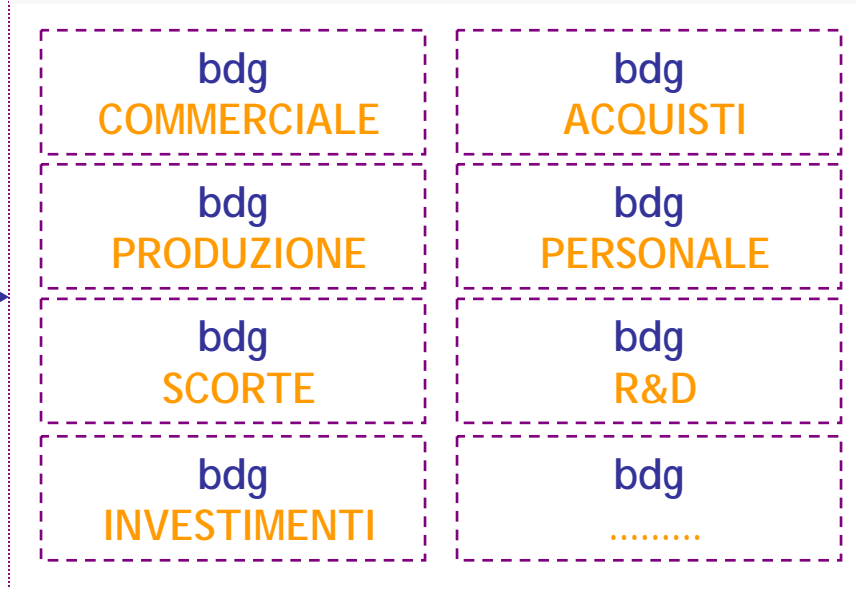 bdg
COMMERCIALE
bdg
ACQUISTI
bdg
PRODUZIONE
bdg
PERSONALE
bdg
SCORTE
bdg
R&D
bdg
INVESTIMENTI
bdg
.........